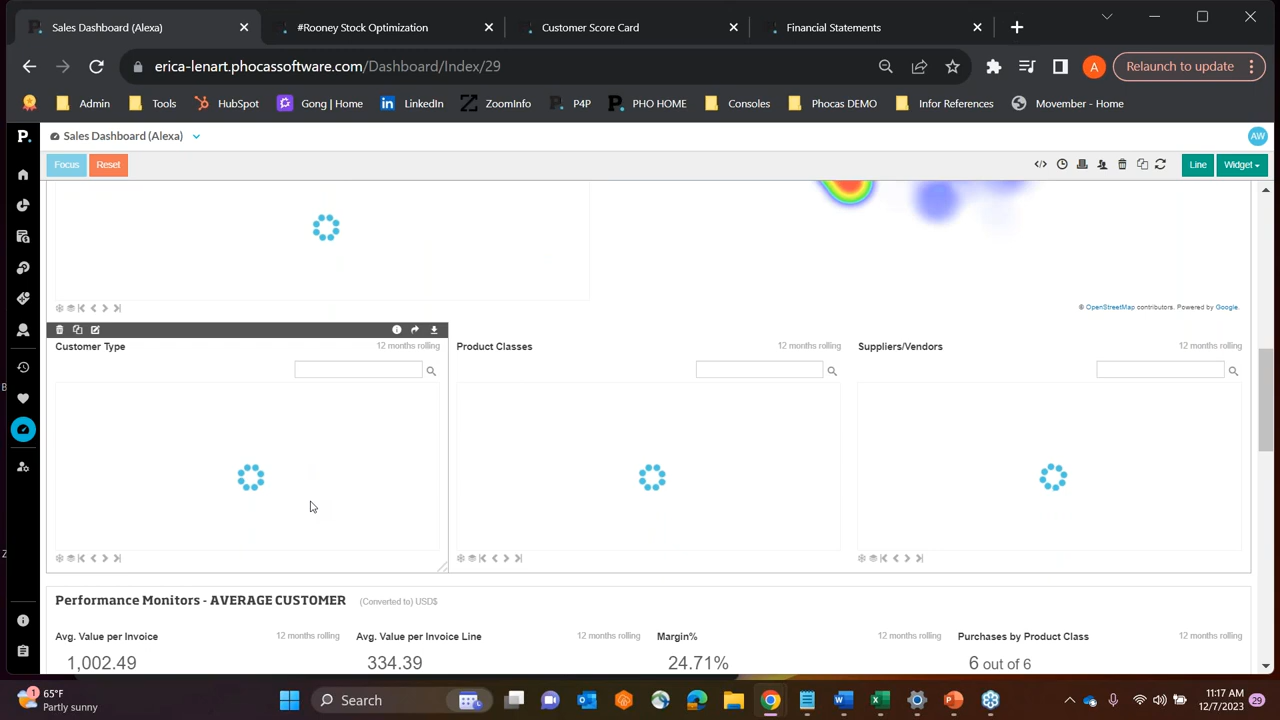 Sales Dashboard (Alexa)
#Rooney Stock Optimization
Customer Score Card
Financial Statements
erica-lenart.phocassoftware.com/Dashboard/Index/29
A
Relaunch to update
Admin
Tools
HubSpot
Gong | Home
LinkedIn
ZoomInfo
P4P
PHO HOME
Consoles
Phocas DEMO
Infor References
Movember - Home
P.
Sales Dashboard (Alexa)
AW
Focus
Reset
Line
Widget
© OpenStreetMap contributors. Powered by Google.
Customer Type
12 months rolling
Product Classes
12 months rolling
Suppliers/Vendors
12 months rolling
Performance Monitors - AVERAGE CUSTOMER
(Converted to) USD$
Avg. Value per Invoice
12 months rolling
Avg. Value per Invoice Line
12 months rolling
Margin%
12 months rolling
Purchases by Product Class
12 months rolling
1,002.49
334.39
24.71%
6 out of 6
1
65°F
Partly sunny
Search
11:17 AM
12/7/2023
29